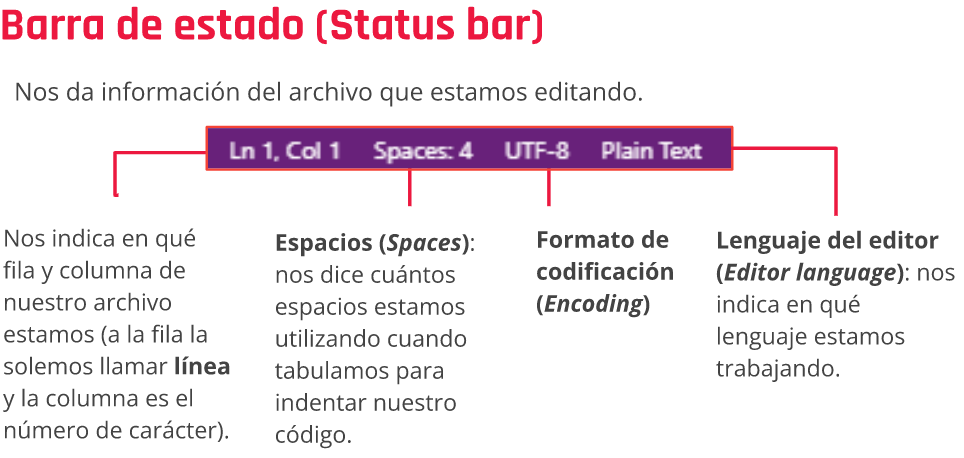 Barra de estado (Status bar)
Nos da información del archivo que estamos editando.
Ln 1, Col 1 Spaces: 4 UTF-8 Plain Text
Nos indica en qué
fila y columna de
nuestro archivo
estamos (a la fila la
solemos llamar línea
y la columna es el
número de carácter).
Espacios (Spaces):
nos dice cuántos
espacios estamos
utilizando cuando
tabulamos para
indentar nuestro
código.
Formato de
codificación
(Encoding)
Lenguaje del editor
(Editor language): nos
indica en qué
lenguaje estamos
trabajando.